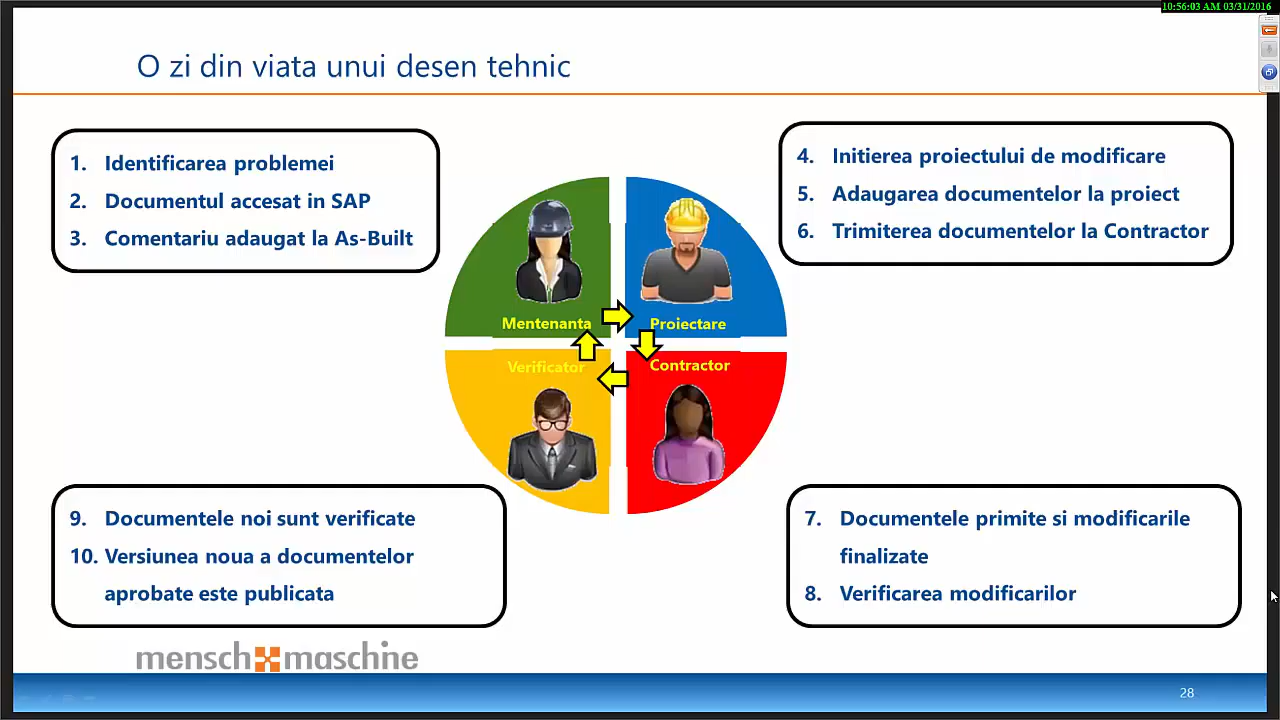 10:56:03 AM 03/31/2016
O zi din viata unui desen tehnic
1. Identificarea problemei
2. Documentul accesat in SAP
3. Comentariu adaugat la As-Built
4. Initierea proiectului de modificare
5. Adaugarea documentelor la proiect
6. Trimiterea documentelor la Contractor
Mentenanta
Proiectare
Verificator
Contractor
9. Documentele noi sunt verificate
10. Versiunea noua a documentelor
aprobate este publicata
7. Documentele primite si modificarile
finalizate
8. Verificarea modificarilor
mensch maschine
28